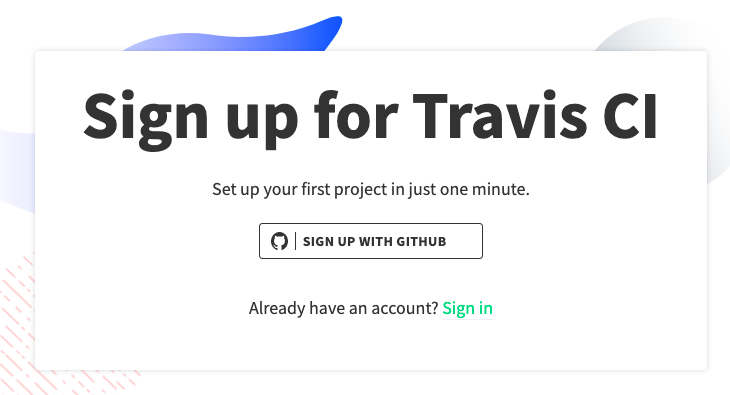 Sign up for Travis CI
Set up your first project in just one minute.
SIGN UP WITH GITHUB
Already have an account? Sign in